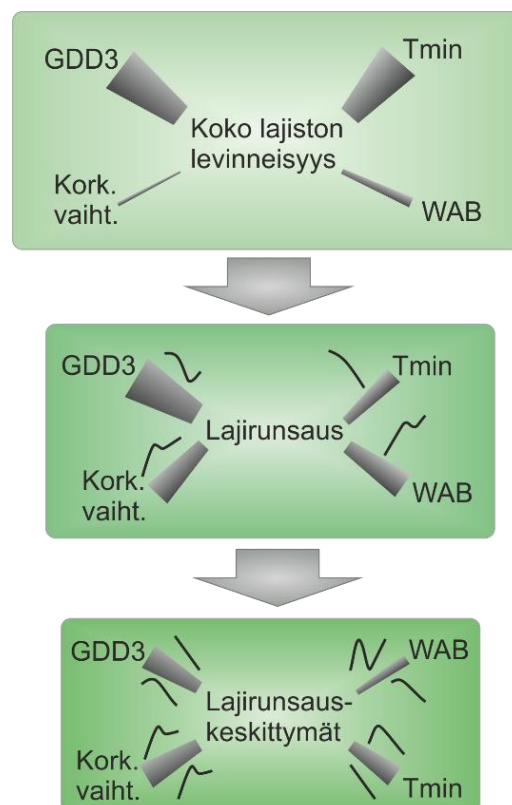 GDD3
Tmin
Koko lajiston
levinneisyys
Kork.
vaiht.
WAB
GDD3
Tmin
Lajirunsaus
Kork.
vaiht.
WAB
GDD3
WAB
Lajirunsaus-
keskittymät
Kork.
vaiht.
Tmin